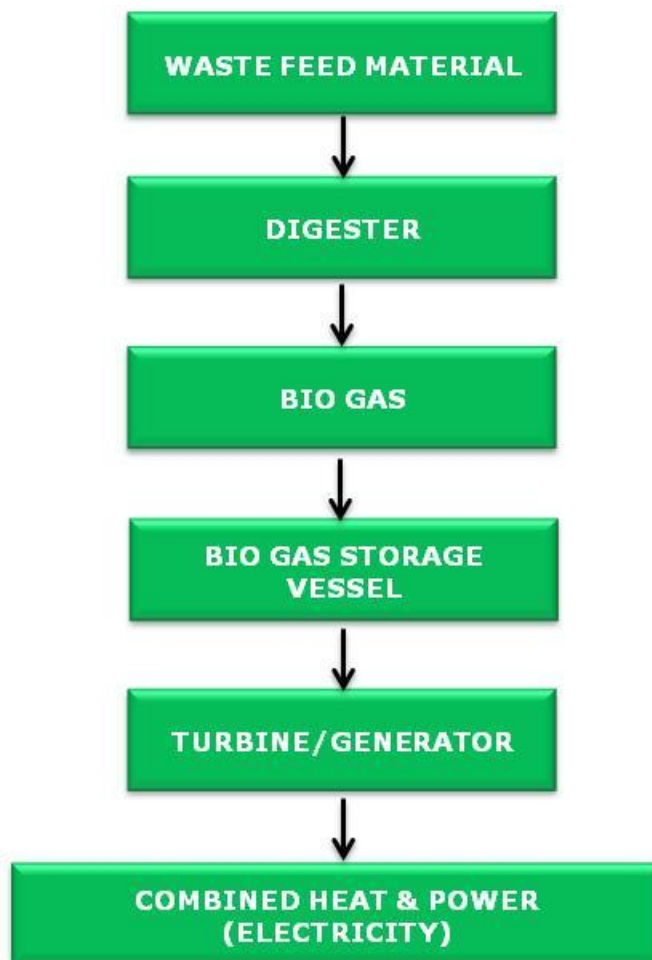 WASTE FEED MATERIAL
DIGESTER
BIO GAS
BIO GAS STORAGE
VESSEL
TURBINE/GENERATOR
COMBINED HEAT & POWER
(ELECTRICITY)